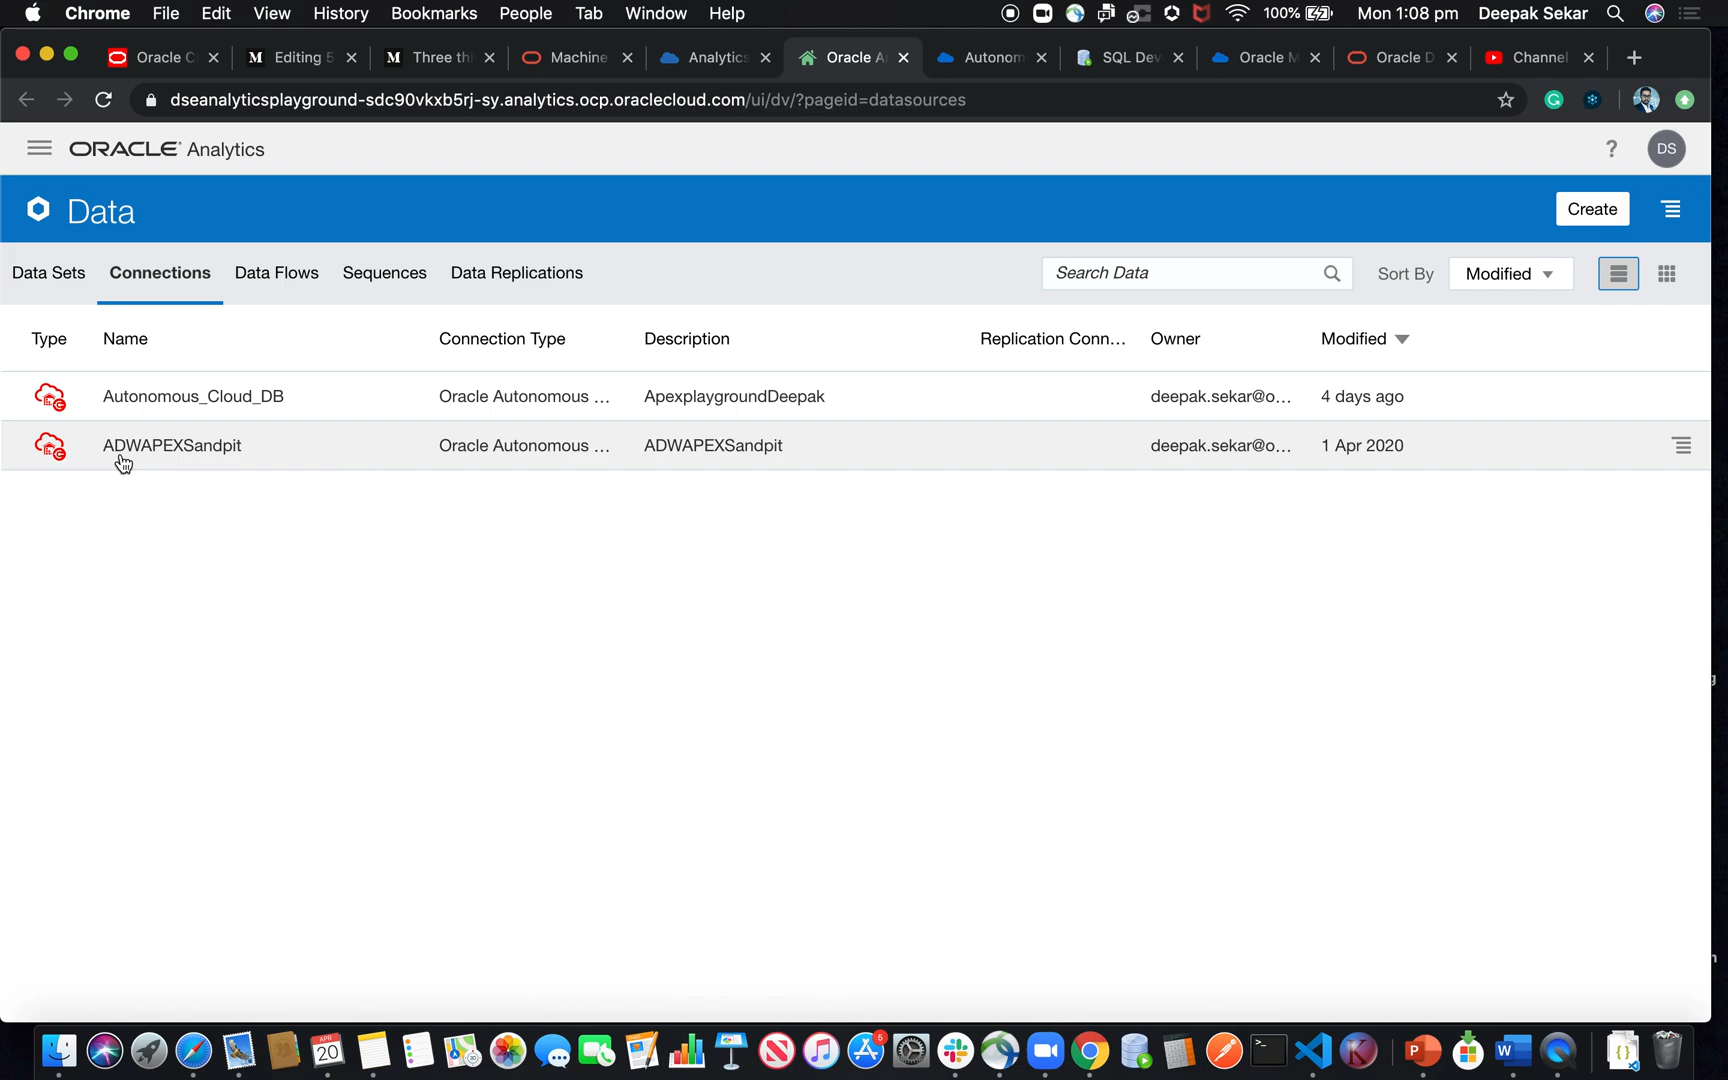 Chrome File Edit View History Bookmarks People Tab Window Help 100% Mon 1:08 pm Deepak Sekar
Oracle C Editing 5 Three thi Machine Analytics Oracle A Autonom SQL Dev Oracle M Oracle D Channel
dseanalyticsplayground-sdc90vkxb5rj-sy.analytics.ocp.oraclecloud.com/ui/dv/?pageid=datasources
ORACLE Analytics ? DS
Data Create
Data Sets Connections Data Flows Sequences Data Replications Search Data Sort By Modified
Type Name Connection Type Description Replication Conn... Owner Modified
Autonomous_Cloud_DB Oracle Autonomous ... ApexplaygroundDeepak deepak.sekar@o... 4 days ago
ADWAPEXSandpit Oracle Autonomous ... ADWAPEXSandpit deepak.sekar@o... 1 Apr 2020
APR
20
5